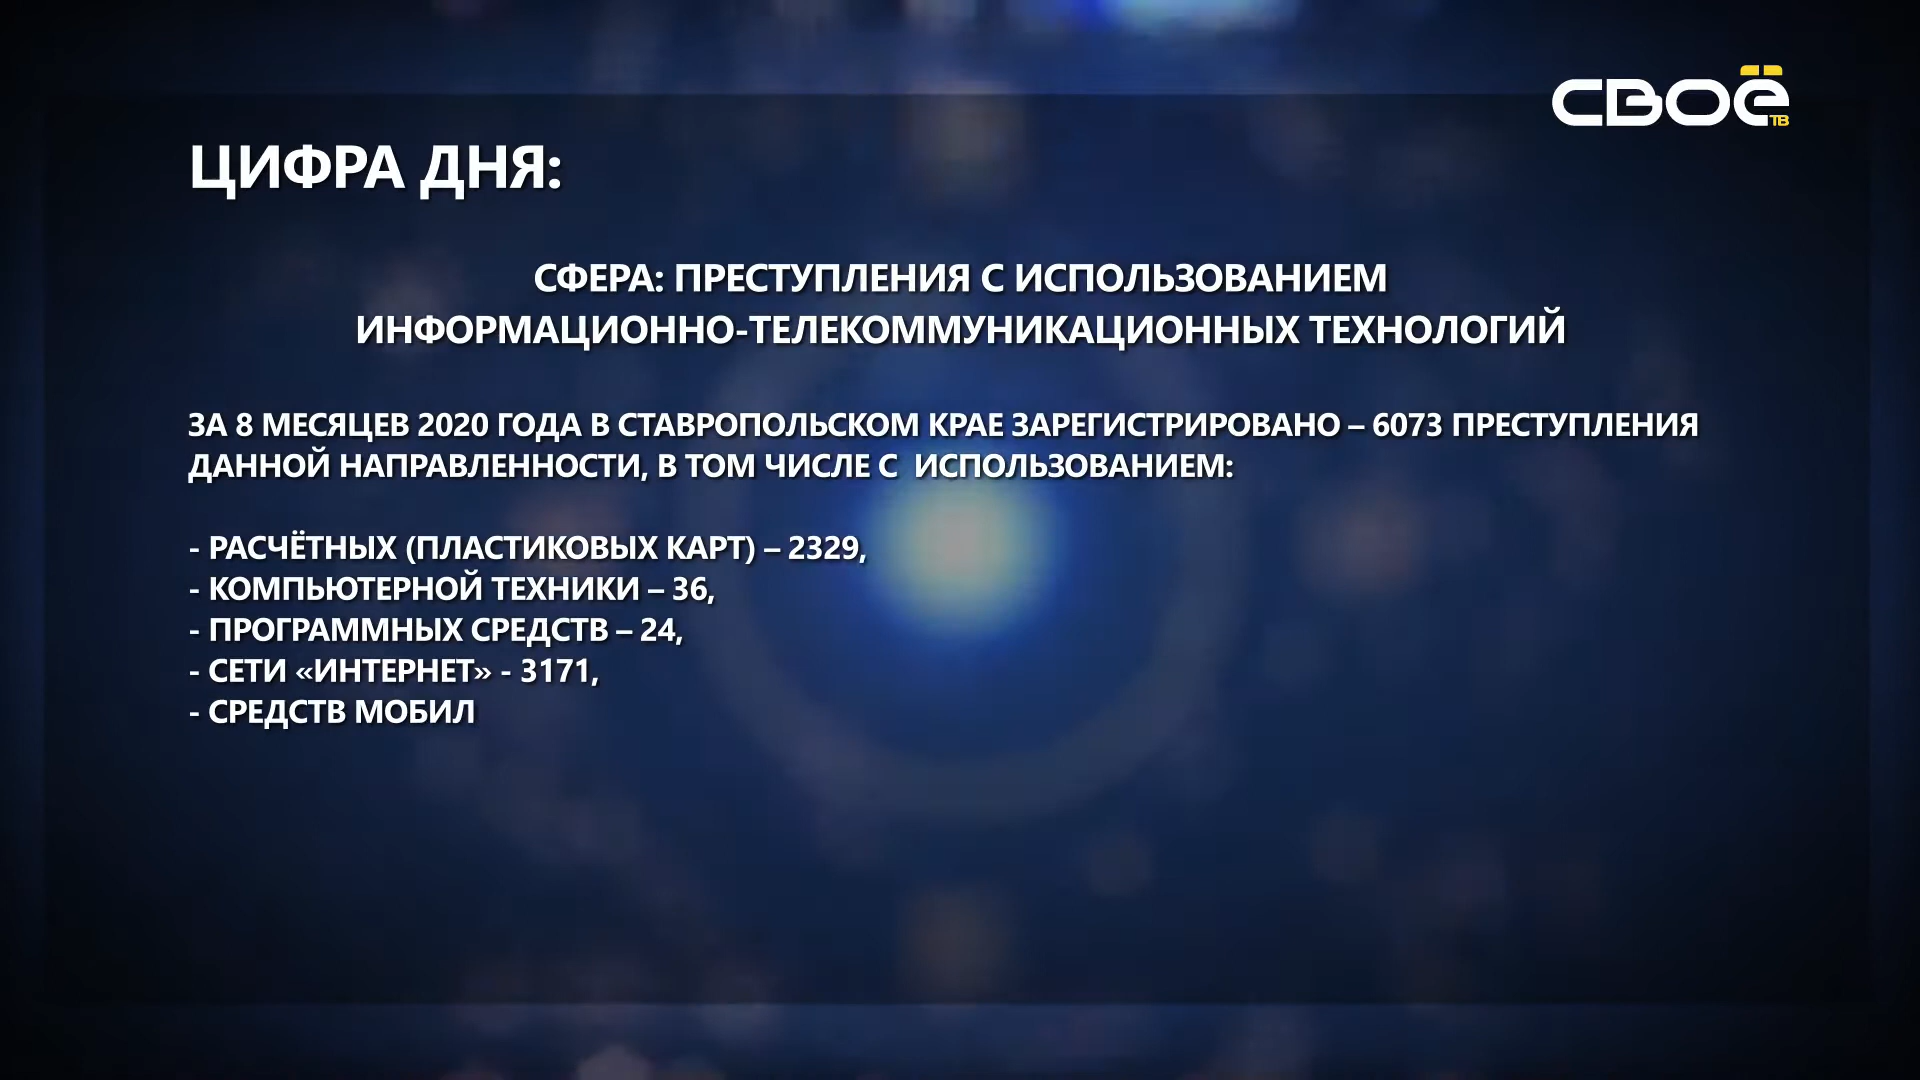 СВОЁ ТВ
ЦИФРА ДНЯ:
СФЕРА: ПРЕСТУПЛЕНИЯ С ИСПОЛЬЗОВАНИЕМ
ИНФОРМАЦИОННО-ТЕЛЕКОММУНИКАЦИОННЫХ ТЕХНОЛОГИЙ
ЗА 8 МЕСЯЦЕВ 2020 ГОДА В СТАВРОПОЛЬСКОМ КРАЕ ЗАРЕГИСТРИРОВАНО – 6073 ПРЕСТУПЛЕНИЯ
ДАННОЙ НАПРАВЛЕННОСТИ, В ТОМ ЧИСЛЕ С  ИСПОЛЬЗОВАНИЕМ:
- РАСЧЁТНЫХ (ПЛАСТИКОВЫХ КАРТ) – 2329,
- КОМПЬЮТЕРНОЙ ТЕХНИКИ – 36,
- ПРОГРАММНЫХ СРЕДСТВ – 24,
- СЕТИ «ИНТЕРНЕТ» - 3171,
- СРЕДСТВ МОБИЛ